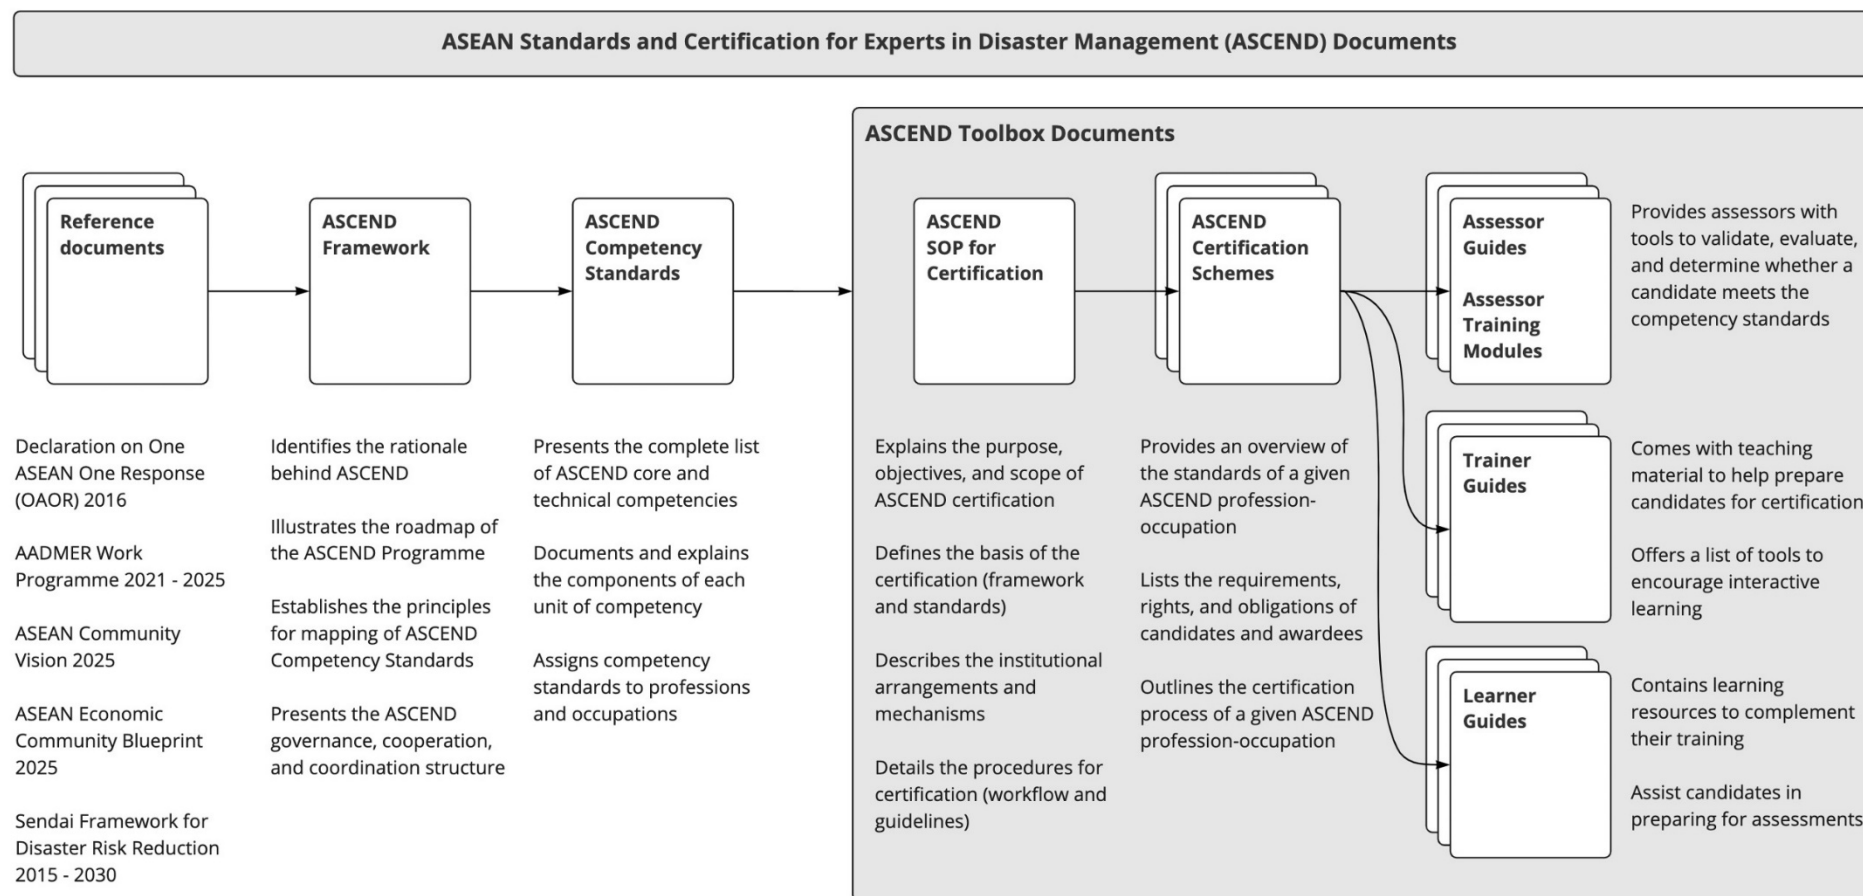 ASEAN Standards and Certification for Experts in Disaster Management (ASCEND) Documents
Reference
documents
Declaration on One
ASEAN One Response
(OAOR) 2016
AADMER Work
Programme 2021 - 2025
ASEAN Community
Vision 2025
ASEAN Economic
Community Blueprint
2025
Sendai Framework for
Disaster Risk Reduction
2015 - 2030
ASCEND
Framework
Identifies the rationale
behind ASCEND
Illustrates the roadmap of
the ASCEND Programme
Establishes the principles
for mapping of ASCEND
Competency Standards
Presents the ASCEND
governance, cooperation,
and coordination structure
ASCEND
Competency
Standards
Presents the complete list
of ASCEND core and
technical competencies
Documents and explains
the components of each
unit of competency
Assigns competency
standards to professions
and occupations
ASCEND Toolbox Documents
ASCEND
SOP for
Certification
Explains the purpose,
objectives, and scope of
ASCEND certification
Defines the basis of the
certification (framework
and standards)
Describes the institutional
arrangements and
mechanisms
Details the procedures for
certification (workflow and
guidelines)
ASCEND
Certification
Schemes
Provides an overview of
the standards of a given
ASCEND profession-
occupation
Lists the requirements,
rights, and obligations of
candidates and awardees
Outlines the certification
process of a given ASCEND
profession-occupation
Assessor
Guides
Assessor
Training
Modules
Provides assessors with
tools to validate, evaluate,
and determine whether a
candidate meets the
competency standards
Trainer
Guides
Comes with teaching
material to help prepare
candidates for certification
Offers a list of tools to
encourage interactive
learning
Learner
Guides
Contains learning
resources to complement
their training
Assist candidates in
preparing for assessments